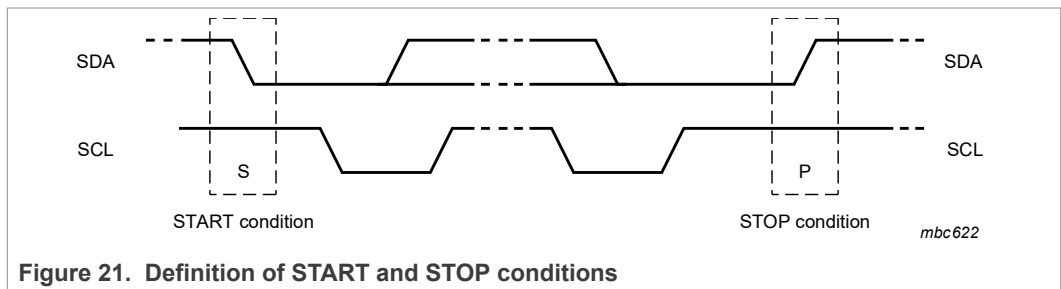 SDA
SDA
SCL
SCL
S
P
START condition
STOP condition
mbc622
Figure 21. Definition of START and STOP conditions